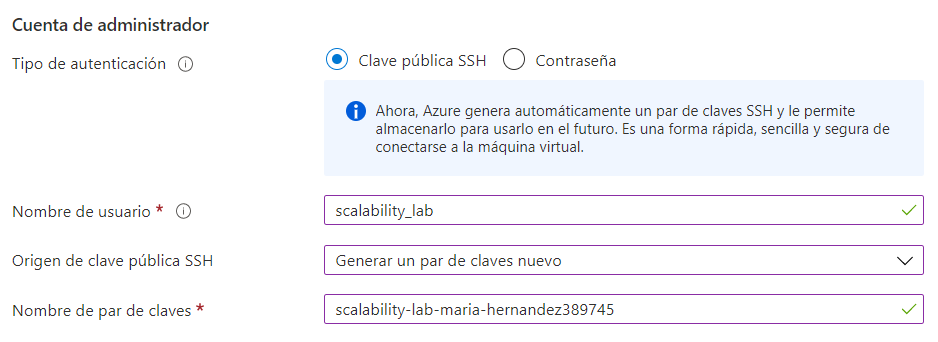 Cuenta de administrador
Tipo de autenticación
Clave pública SSH
Contraseña
Ahora, Azure genera automáticamente un par de claves SSH y le permite
almacenarlo para usarlo en el futuro. Es una forma rápida, sencilla y segura de
conectarse a la máquina virtual.
Nombre de usuario *
scalability_lab
Origen de clave pública SSH
Generar un par de claves nuevo
Nombre de par de claves *
scalability-lab-maria-hernandez389745